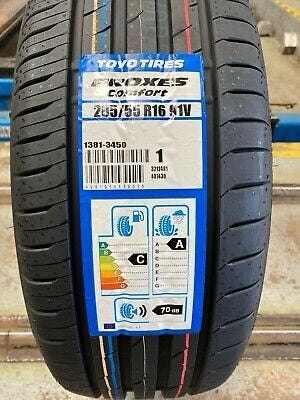 TOYO TIRES
PROXES
Comfort
205/55 R16 91V
1381-3450
1
A
B
C
D
E
F
G
C
A
B
C
D
E
F
G
A
70 dB